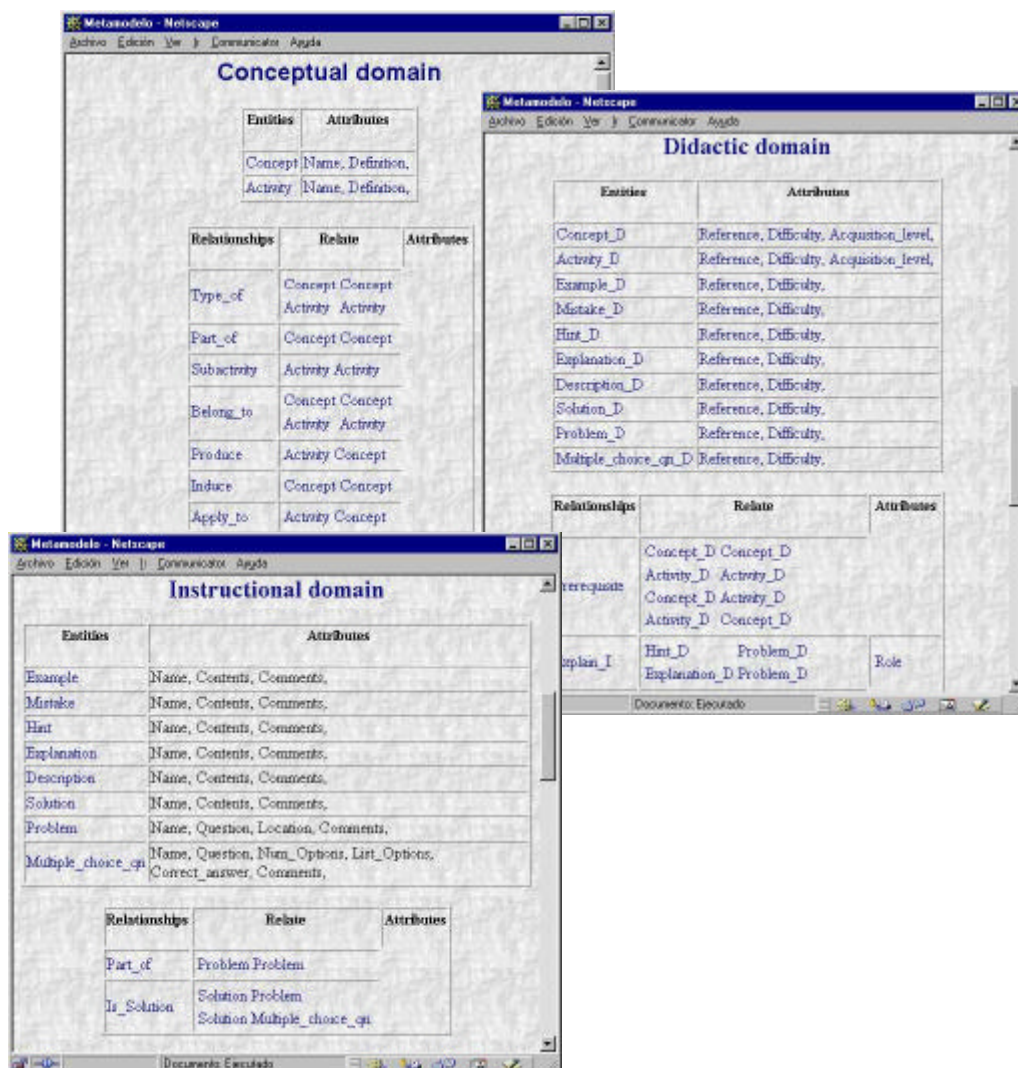 Metamodelo - Netscape
Archivo Edición Ver Ir Communicator Ayuda
Conceptual domain
Entities Attributes
Concept Name, Definition,
Activity Name, Definition,
Relationships Relate Attributes
Type_of Concept Concept
Activity Activity
Part_of Concept Concept
Subactivity Activity Activity
Belong_to Concept Concept
Activity Activity
Produce Activity Concept
Induce Concept Concept
Apply_to Activity Concept
Metamodelo - Netscape
Archivo Edición Ver Communicator Ayuda
Didactic domain
Entities Attributes
Concept_D Reference, Difficulty, Acquisition_level,
Activity_D Reference, Difficulty, Acquisition_level,
Example_D Reference, Difficulty,
Mistake_D Reference, Difficulty,
Hint_D Reference, Difficulty,
Explanation_D Reference, Difficulty,
Description_D Reference, Difficulty,
Solution_D Reference, Difficulty,
Problem_D Reference, Difficulty,
Multiple_choice_qn_D Reference, Difficulty,
Relationships Relate Attributes
rerequisite Concept_D Concept_D
Activity_D Activity_D
Concept_D Activity_D
Activity_D Concept_D
xplain_I Hint_D Problem_D Role
Explanation_D Problem_D
Documento: Ejecutado
Metamodelo - Netscape
Archivo Edición Ver Communicator Ayuda
Instructional domain
Entities Attributes
Example Name, Contents, Comments,
Mistake Name, Contents, Comments,
Hint Name, Contents, Comments,
Explanation Name, Contents, Comments,
Description Name, Contents, Comments,
Solution Name, Contents, Comments,
Problem Name, Question, Location, Comments,
Multiple_choice_qn Name, Question, Num_Options, List_Options,
Correct_answer, Comments,
Relationships Relate Attributes
Part_of Problem Problem
Is_Solution Solution Problem
Solution Multiple_choice_qn
Documento: Ejecutado